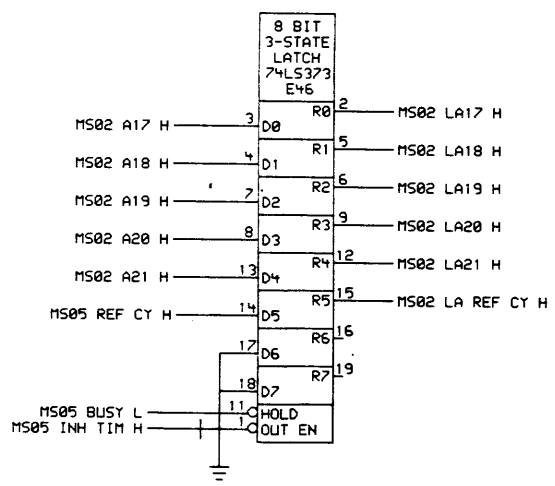 8 BIT
3-STATE
LATCH
74LS373
E46
R0 2 MS02 LA17 H
MS02 A17 H 3 D0
R1 5 MS02 LA18 H
MS02 A18 H 4 D1
R2 6 MS02 LA19 H
MS02 A19 H 7 D2
R3 9 MS02 LA20 H
MS02 A20 H 8 D3
R4 12 MS02 LA21 H
MS02 A21 H 13 D4
R5 15 MS02 LA REF CY H
MS05 REF CY H 14 D5
R6 16
17 D6
R7 19
18 D7
MS05 BUSY L 11 HOLD
MS05 INH TIM H 1 OUT EN